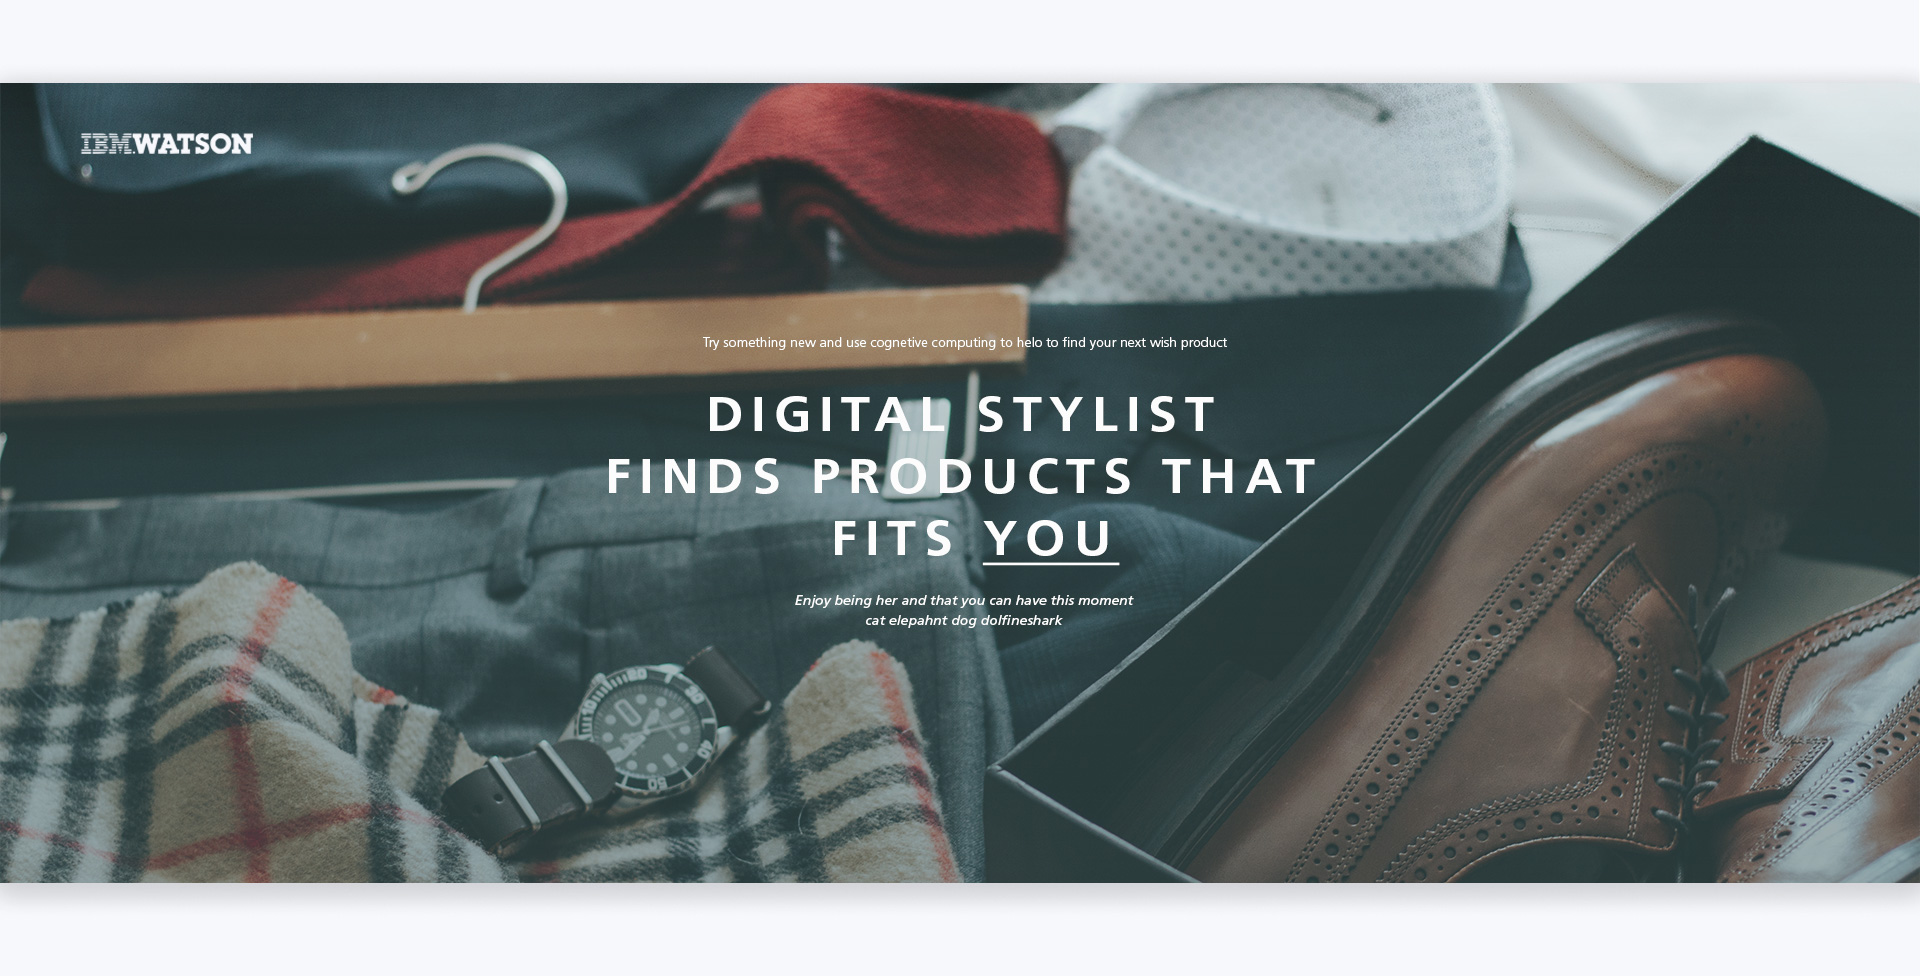 IBM.WATSON
Try something new and use cognetive computing to helo to find your next wish product
DIGITAL STYLIST
FINDS PRODUCTS THAT
FITS YOU
Enjoy being her and that you can have this moment
cat elepahnt dog dolfineshark